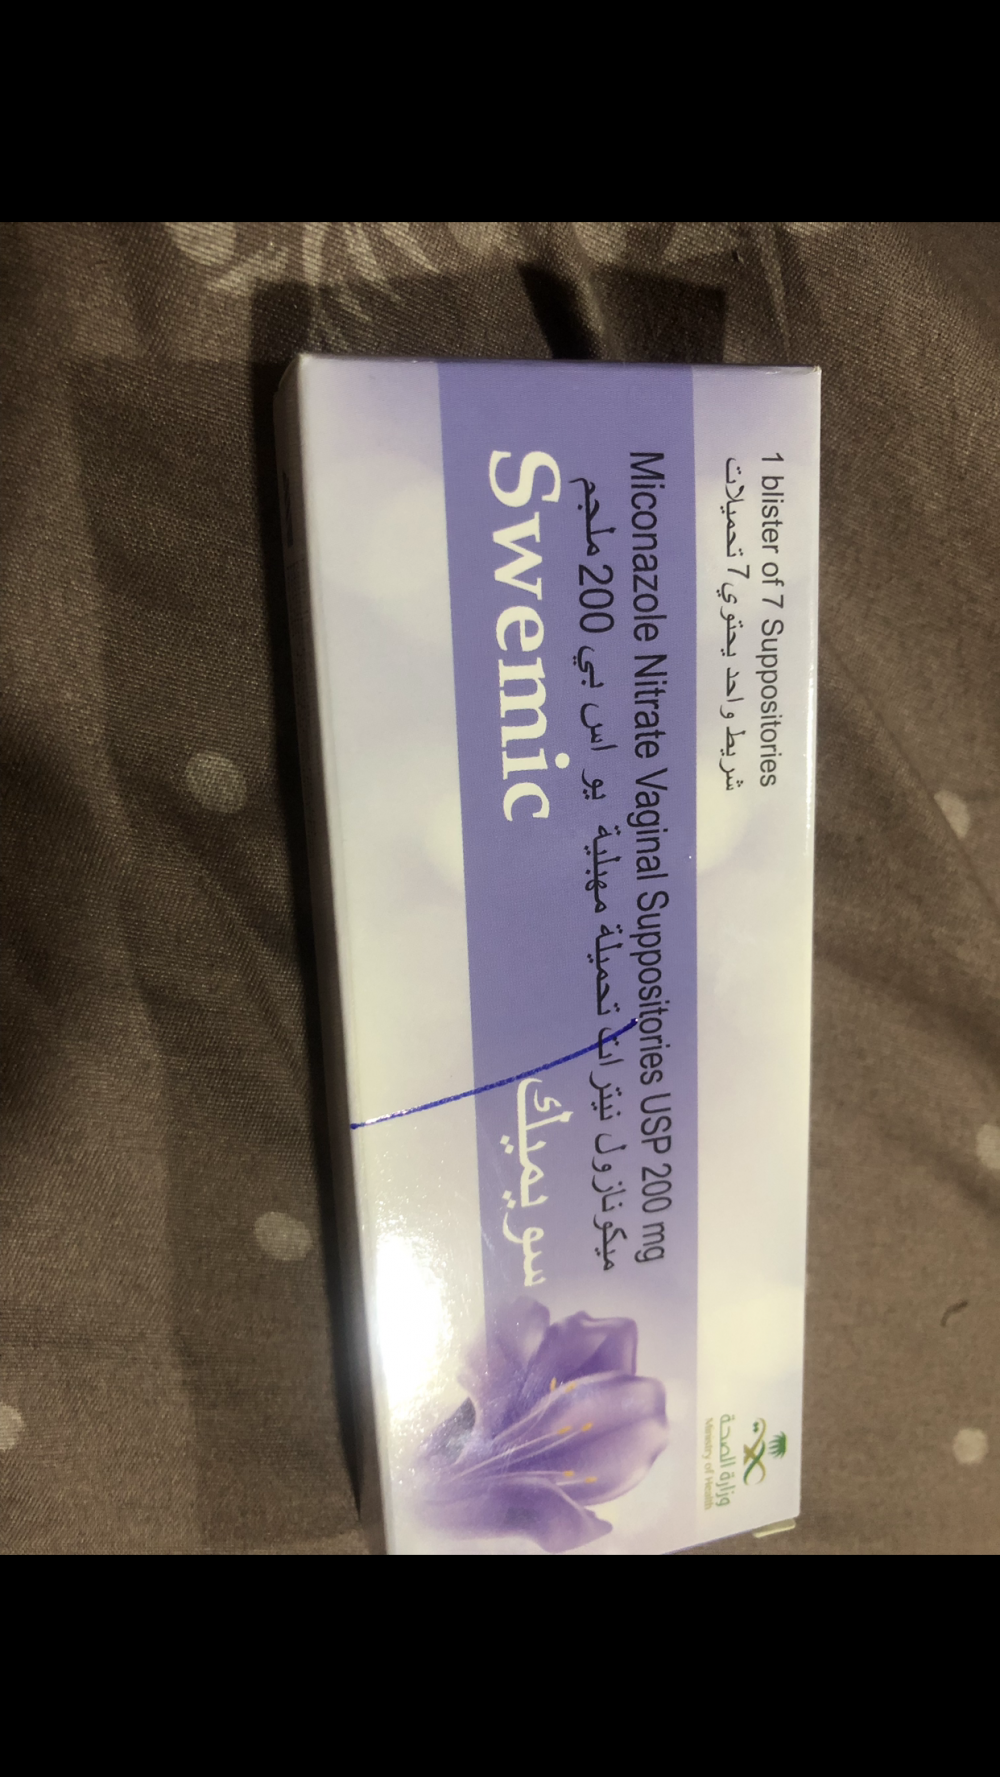 1 blister of 7 Suppositories
شريط واحد يحتوي 7 تحميلات
Miconazole Nitrate Vaginal Suppositories USP 200 mg
ميكونازول نيترات تحميلة مهبلية يو اس بي 200 ملجم
Swemic سويميك
وزارة الصحة
Ministry of Health